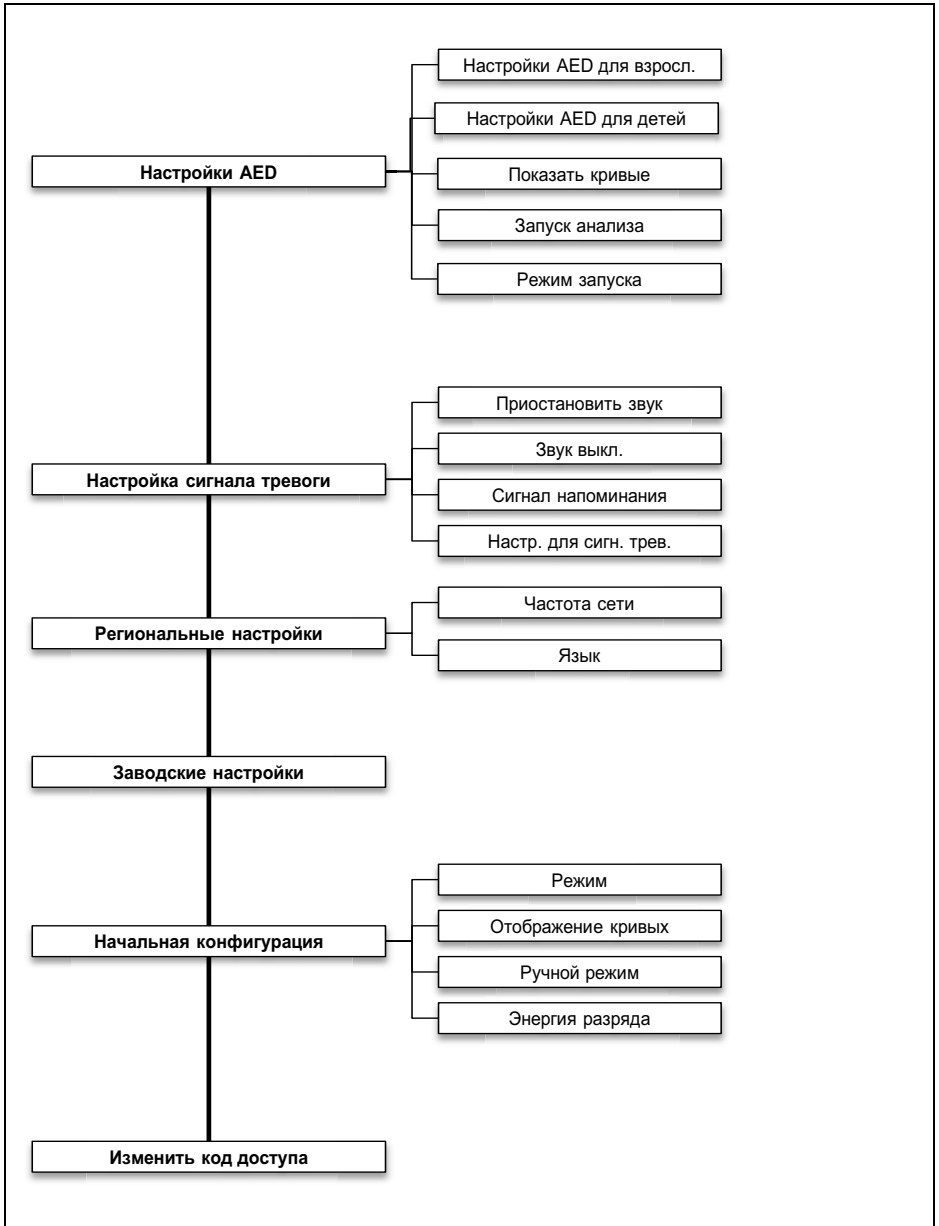 Настройки AED
Настройки AED для взросл.
Настройки AED для детей
Показать кривые
Запуск анализа
Режим запуска
Настройка сигнала тревоги
Приостановить звук
Звук выкл.
Сигнал напоминания
Настр. для сигн. трев.
Региональные настройки
Частота сети
Язык
Заводские настройки
Начальная конфигурация
Режим
Отображение кривых
Ручной режим
Энергия разряда
Изменить код доступа